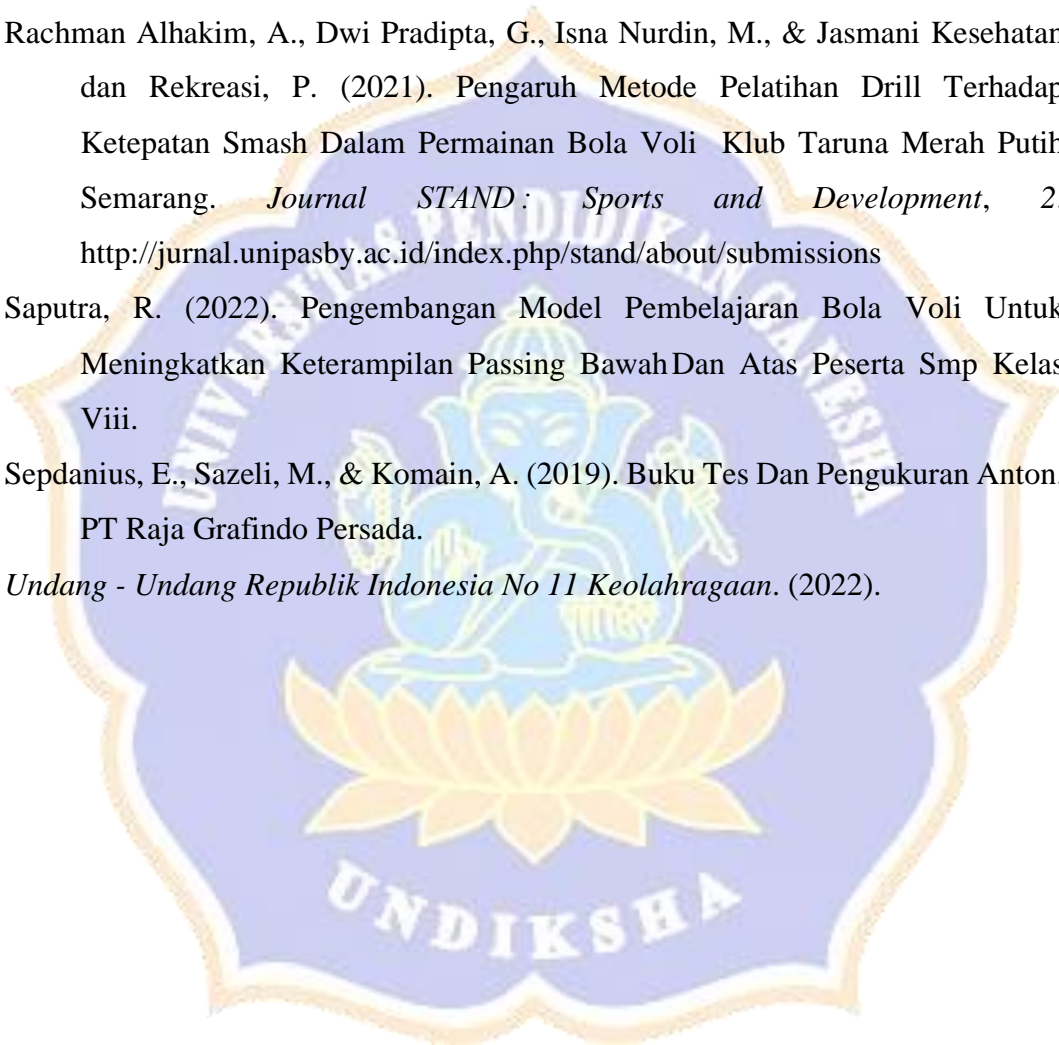 Rachman Alhakim, A., Dwi Pradipta, G., Isna Nurdin, M., & Jasmani Kesehatan
dan Rekreasi, P. (2021). Pengaruh Metode Pelatihan Drill Terhadap
Ketepatan Smash Dalam Permainan Bola Voli Klub Taruna Merah Putih
Semarang. Journal STAND : Sports and Development, 2.
http://jurnal.unipasby.ac.id/index.php/stand/about/submissions
Saputra, R. (2022). Pengembangan Model Pembelajaran Bola Voli Untuk
Meningkatkan Keterampilan Passing Bawah Dan Atas Peserta Smp Kelas
Viii.
Sepdanius, E., Sazeli, M., & Komain, A. (2019). Buku Tes Dan Pengukuran Anton.
PT Raja Grafindo Persada.
Undang - Undang Republik Indonesia No 11 Keolahragaan. (2022).
UNIVERSITAS PENDIDIKAN GANESHA
UNDIKSHA